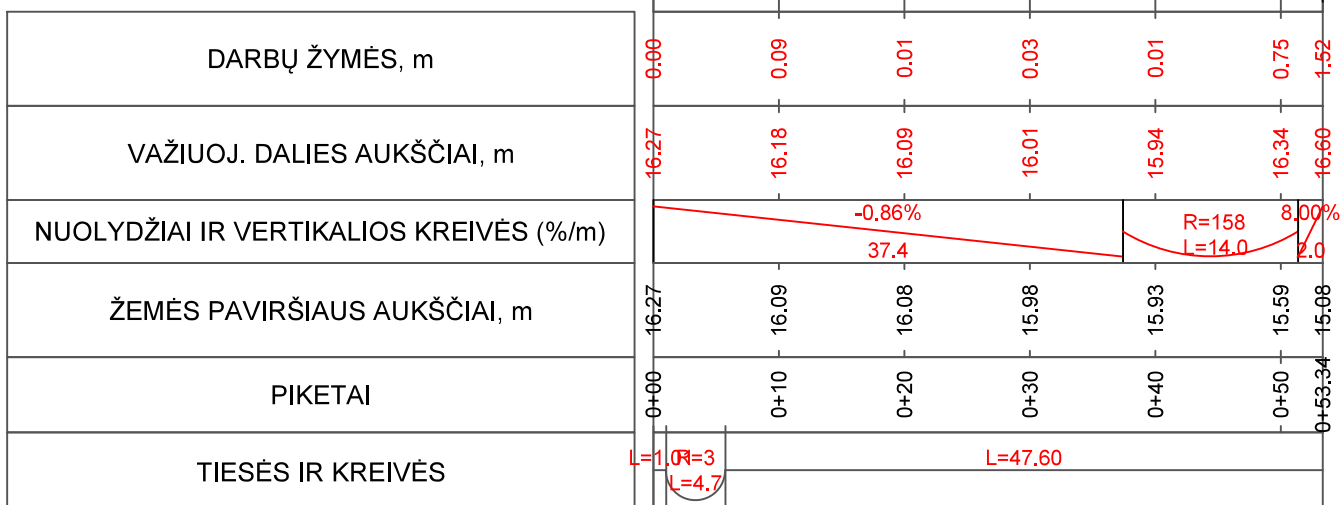 DARBŲ ŽYMĖS, m
0.00 0.09 0.01 0.03 0.01 0.75 1.52
VAŽIUOJ. DALIES AUKŠČIAI, m
16.27 16.18 16.09 16.01 15.94 16.34 16.60
NUOLYDŽIAI IR VERTIKALIOS KREIVĖS (%/m)
-0.86%
37.4
R=158
L=14.0
8.00%
2.0
ŽEMĖS PAVIRŠIAUS AUKŠČIAI, m
16.27 16.09 16.08 15.98 15.93 15.59 15.08
PIKETAI
0+00 0+10 0+20 0+30 0+40 0+50 0+53.34
TIESĖS IR KREIVĖS
L=1.01
R=3
L=4.7
L=47.60